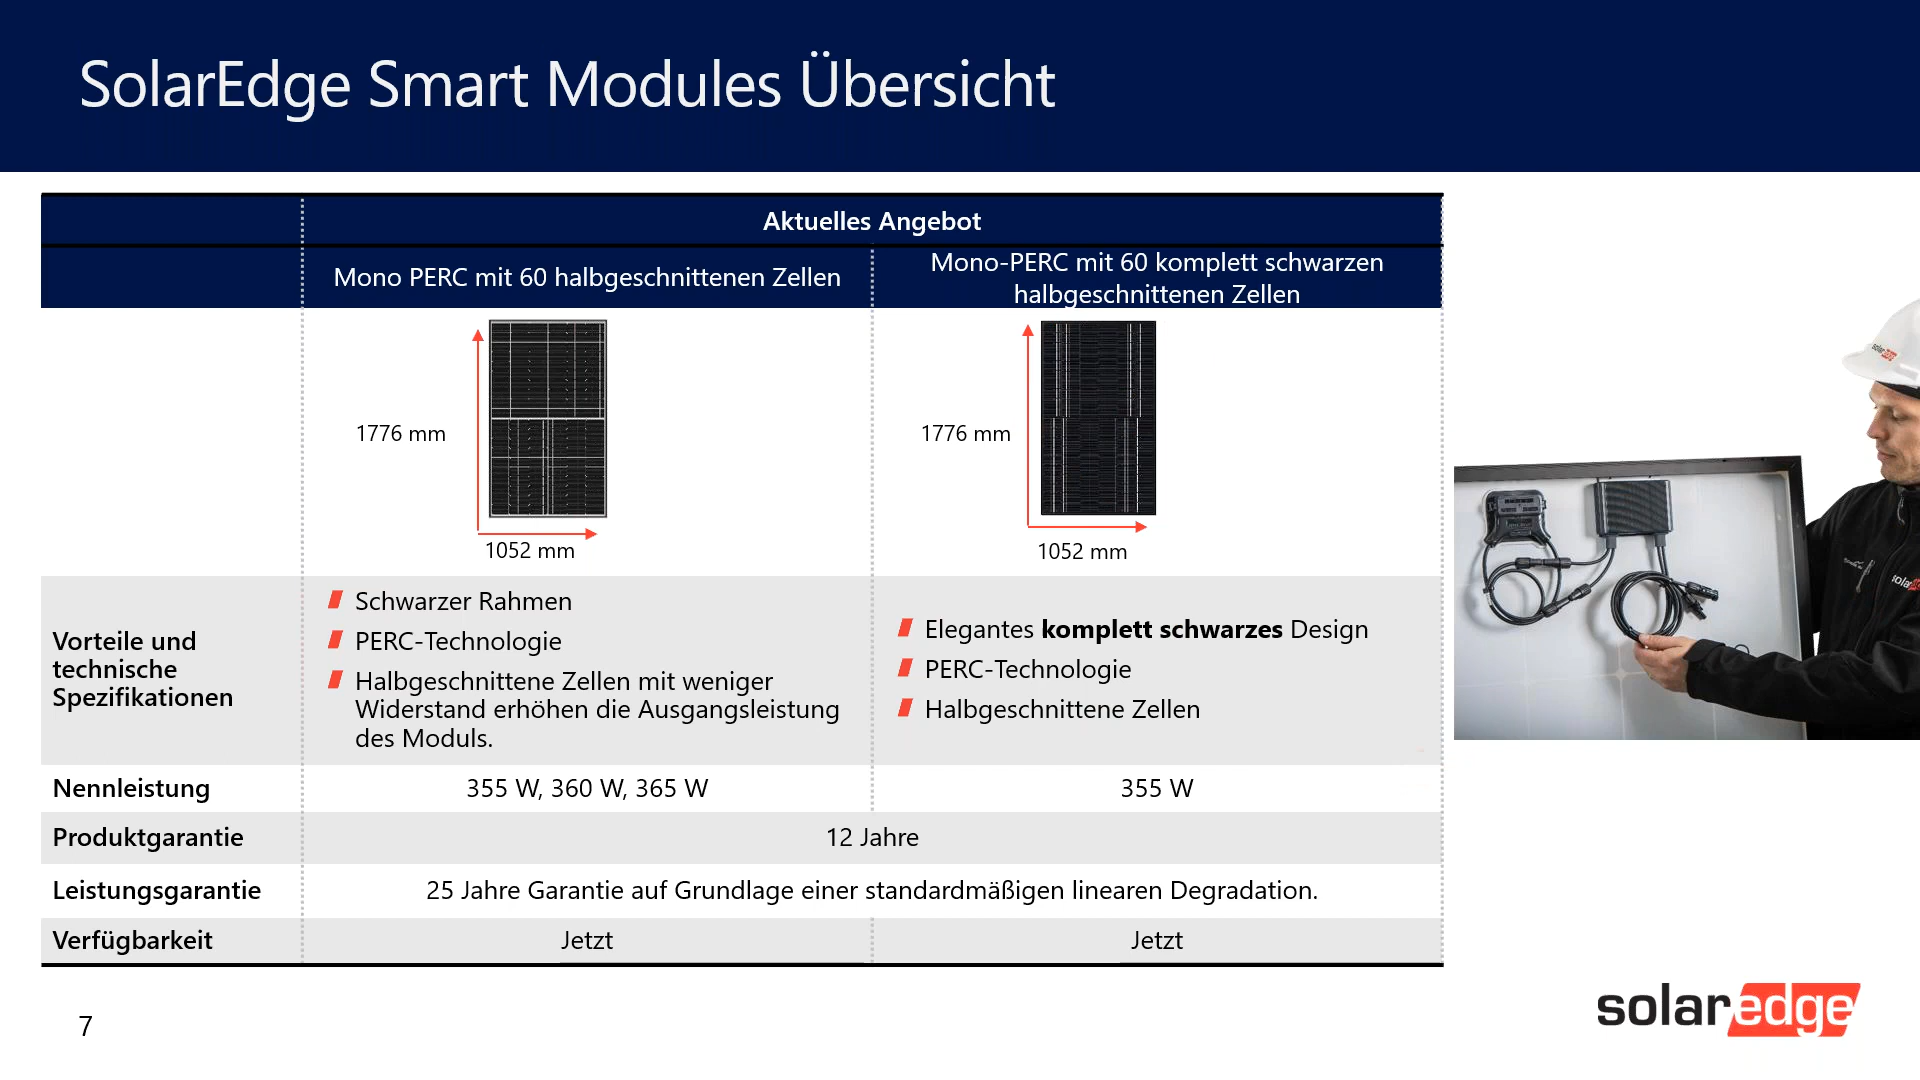 SolarEdge Smart Modules Übersicht
Aktuelles Angebot
Mono PERC mit 60 halbgeschnittenen Zellen
Mono-PERC mit 60 komplett schwarzen
halbgeschnittenen Zellen
1776 mm
1052 mm
1776 mm
1052 mm
Vorteile und
technische
Spezifikationen
Schwarzer Rahmen
PERC-Technologie
Halbgeschnittene Zellen mit weniger
Widerstand erhöhen die Ausgangsleistung
des Moduls.
Elegantes komplett schwarzes Design
PERC-Technologie
Halbgeschnittene Zellen
Nennleistung
355 W, 360 W, 365 W
355 W
Produktgarantie
12 Jahre
Leistungsgarantie
25 Jahre Garantie auf Grundlage einer standardmäßigen linearen Degradation.
Verfügbarkeit
Jetzt
Jetzt
7
solaredge